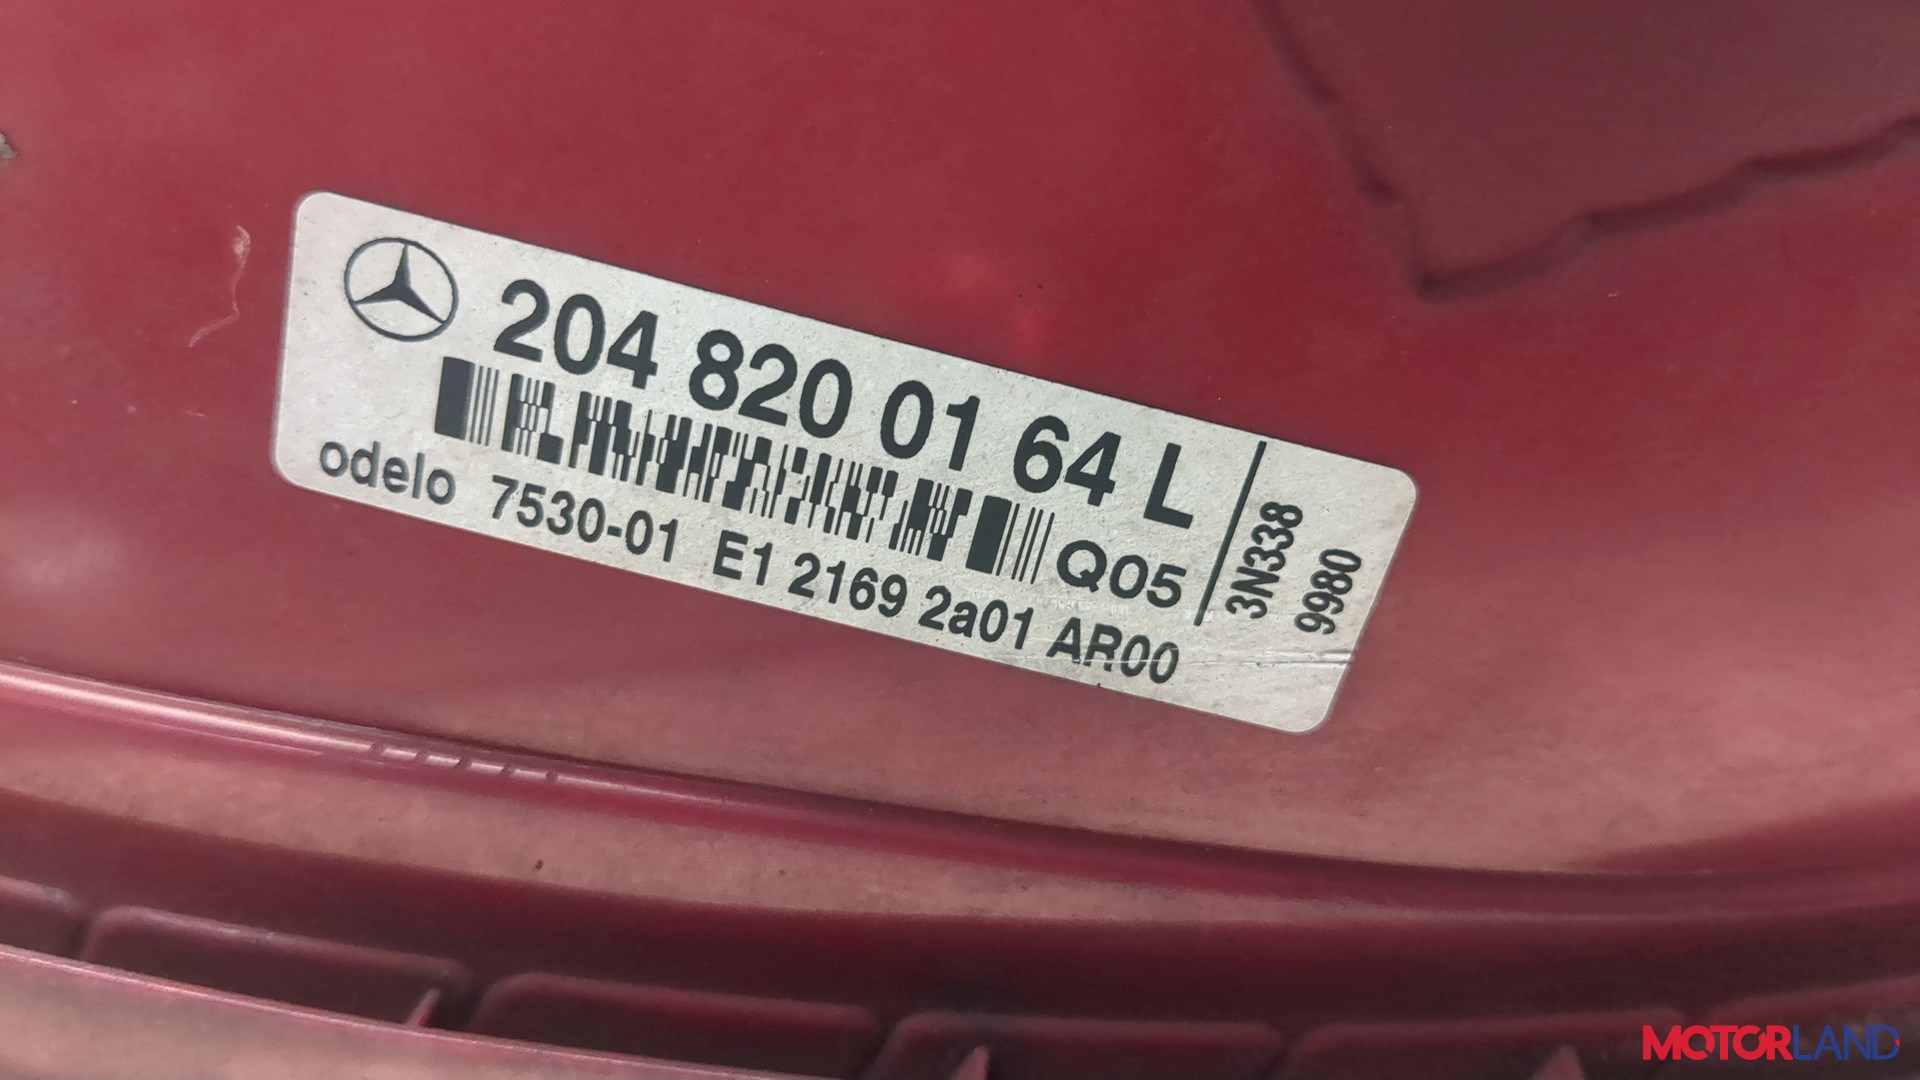 204 820 01 64 L
Q05
odelo 7530-01 E1 2169 2a01 AR00
3N338
9980
MOTORLAND